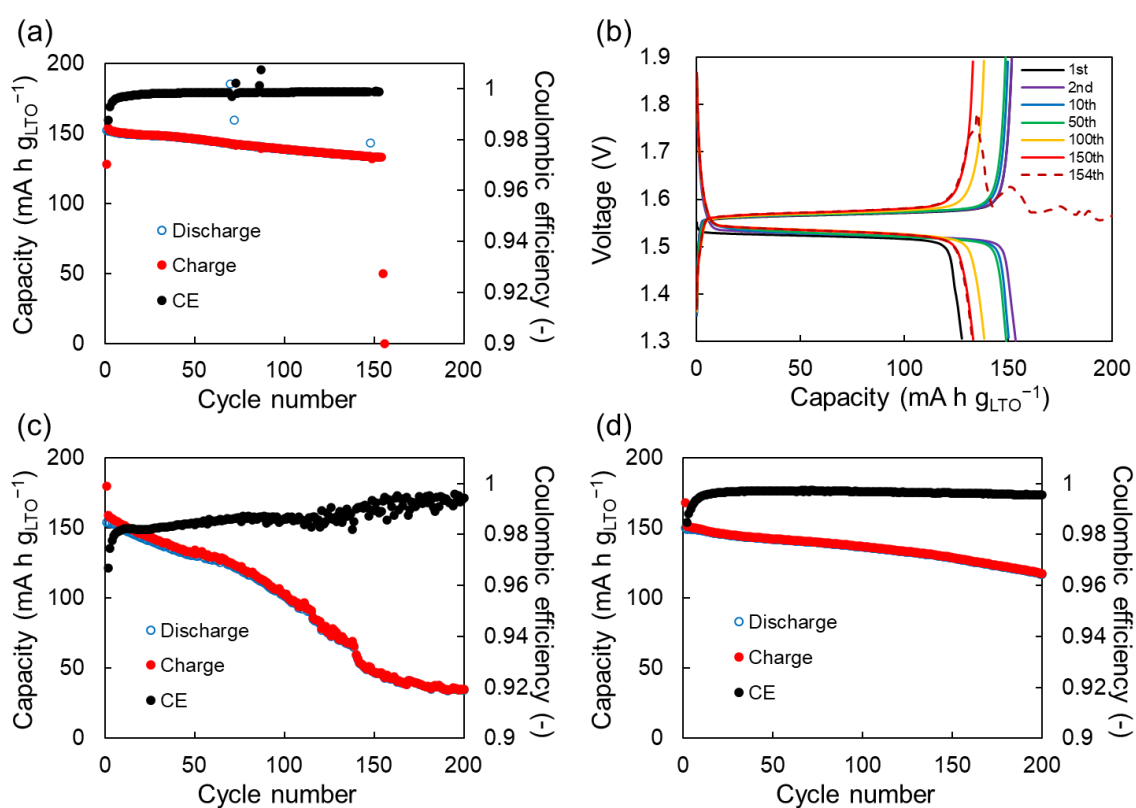 (a)
200
150
100
50
0
Capacity (mA h g_LTO⁻¹)
1
0.98
0.96
0.94
0.92
0.9
Coulombic efficiency (-)
Discharge
Charge
CE
0 50 100 150 200
Cycle number
(b)
1.9
1.8
1.7
1.6
1.5
1.4
1.3
Voltage (V)
1st
2nd
10th
50th
100th
150th
154th
0 50 100 150 200
Capacity (mA h g_LTO⁻¹)
(c)
200
150
100
50
0
Capacity (mA h g_LTO⁻¹)
1
0.98
0.96
0.94
0.92
0.9
Coulombic efficiency (-)
Discharge
Charge
CE
0 50 100 150 200
Cycle number
(d)
200
150
100
50
0
Capacity (mA h g_LTO⁻¹)
1
0.98
0.96
0.94
0.92
0.9
Coulombic efficiency (-)
Discharge
Charge
CE
0 50 100 150 200
Cycle number